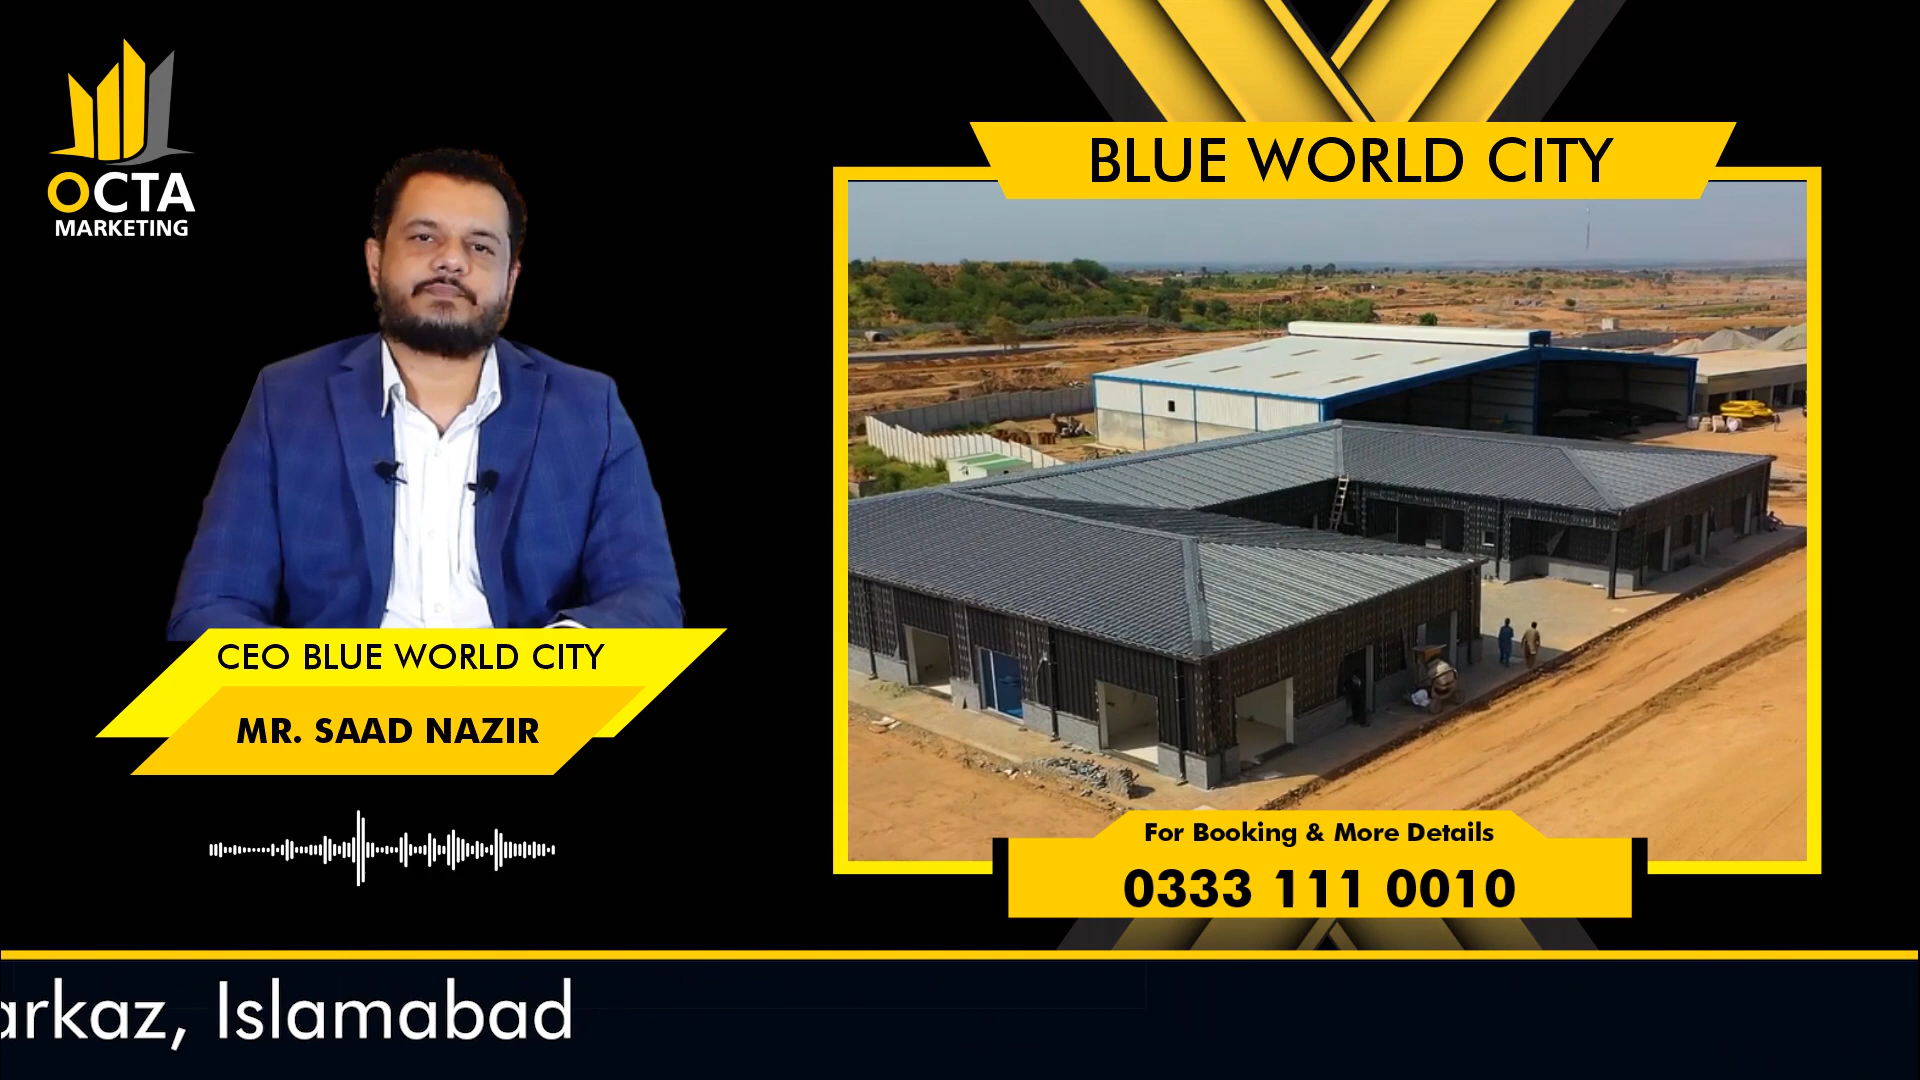 OCTA
MARKETING
BLUE WORLD CITY
CEO BLUE WORLD CITY
MR. SAAD NAZIR
For Booking & More Details
0333 111 0010
arkaz, Islamabad